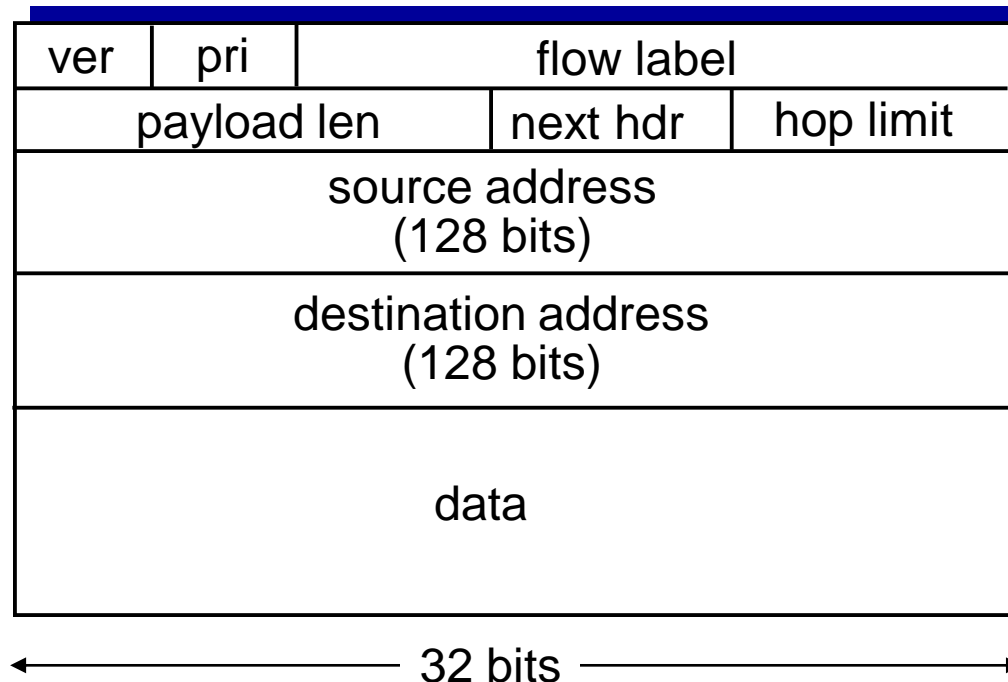 ver pri flow label
payload len next hdr hop limit
source address
(128 bits)
destination address
(128 bits)
data
32 bits